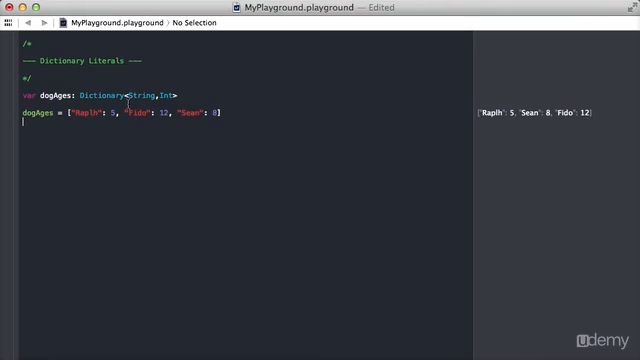 MyPlayground.playground — Edited
MyPlayground.playground › No Selection
/*
--- Dictionary Literals ---
*/
var dogAges: Dictionary<String,Int>
dogAges = ["Raplh": 5, "Fido": 12, "Sean": 8]
["Raplh": 5, "Sean": 8, "Fido": 12]
udemy